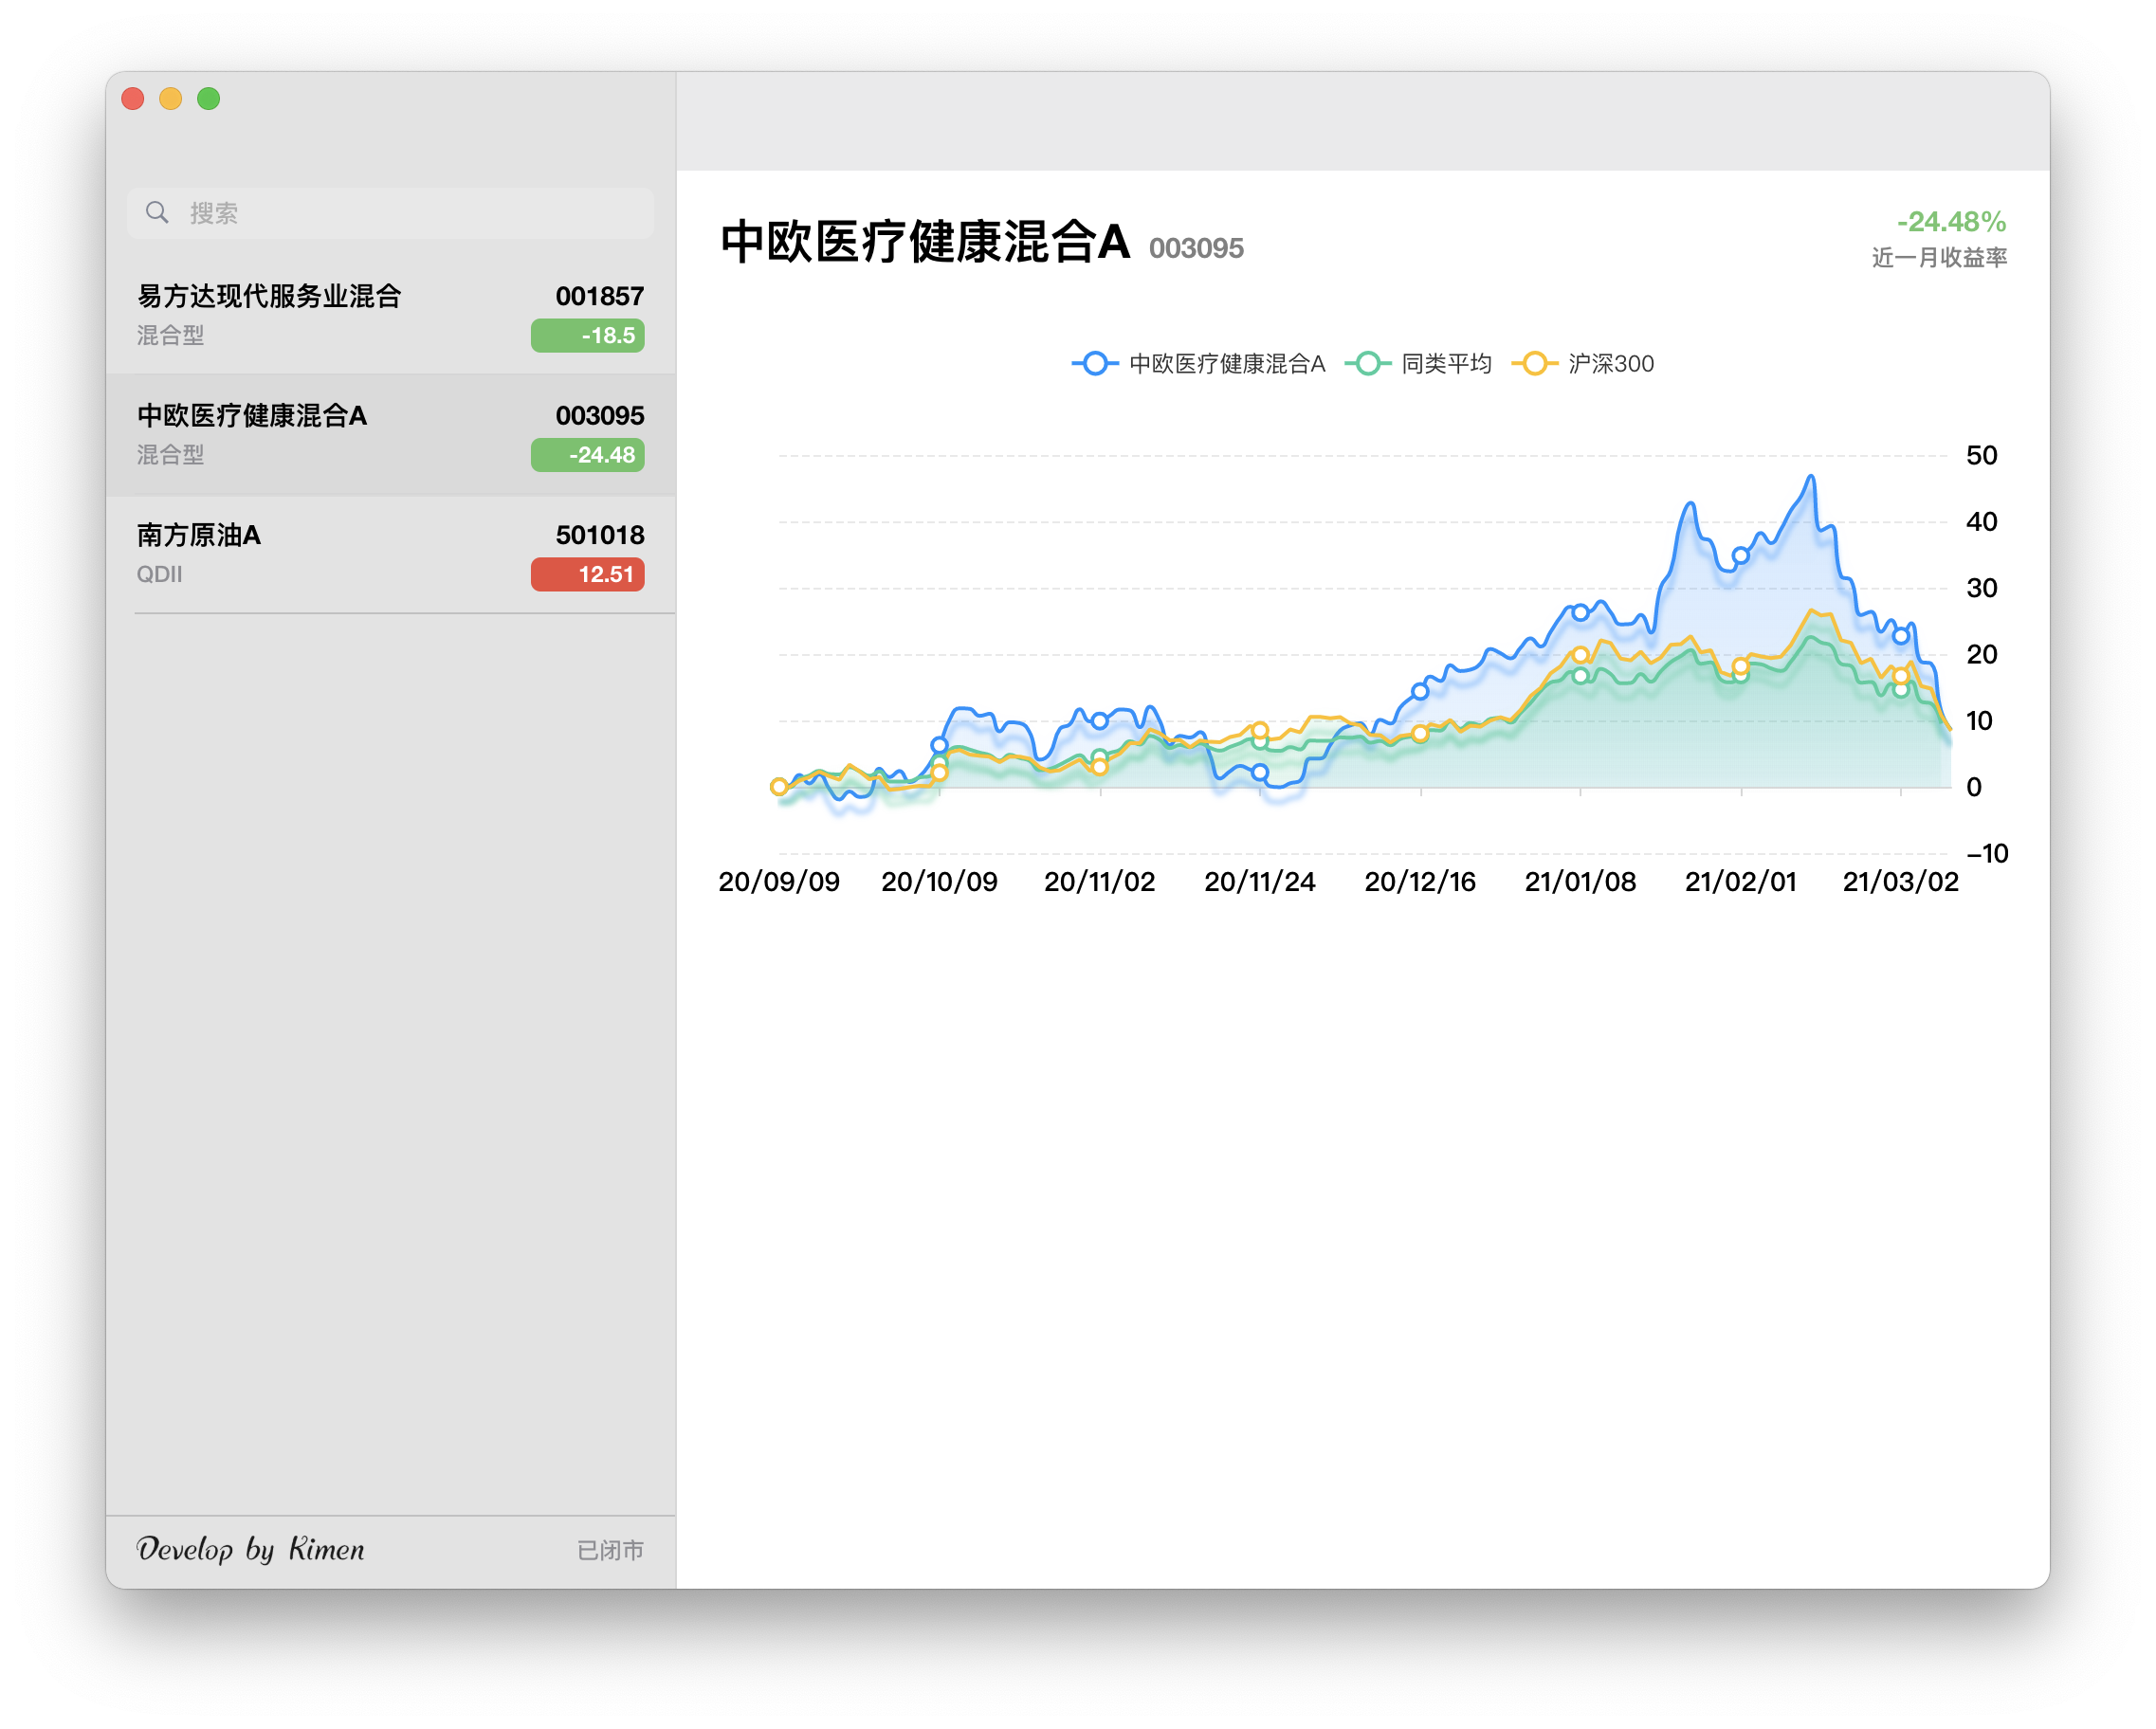 搜索
易方达现代服务业混合 001857
混合型 -18.5
中欧医疗健康混合A 003095
混合型 -24.48
南方原油A 501018
QDII 12.51
Develop by Kimen 已闭市
中欧医疗健康混合A 003095
-24.48%
近一月收益率
中欧医疗健康混合A 同类平均 沪深300
50
40
30
20
10
0
−10
20/09/09 20/10/09 20/11/02 20/11/24 20/12/16 21/01/08 21/02/01 21/03/02